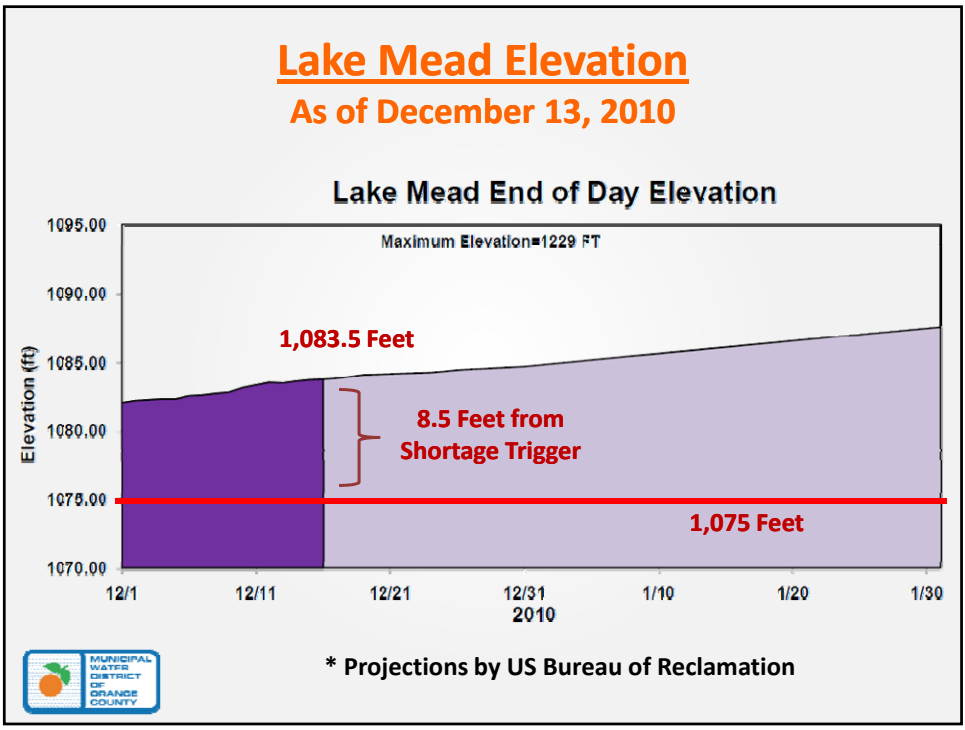 Lake Mead Elevation
As of December 13, 2010
Lake Mead End of Day Elevation
Maximum Elevation=1229 FT
Elevation (ft)
1095.00
1090.00
1085.00
1080.00
1075.00
1070.00
1,083.5 Feet
8.5 Feet from
Shortage Trigger
1,075 Feet
12/1 12/11 12/21 12/31 1/10 1/20 1/30
2010
* Projections by US Bureau of Reclamation
MUNICIPAL
WATER
DISTRICT
OF
ORANGE
COUNTY